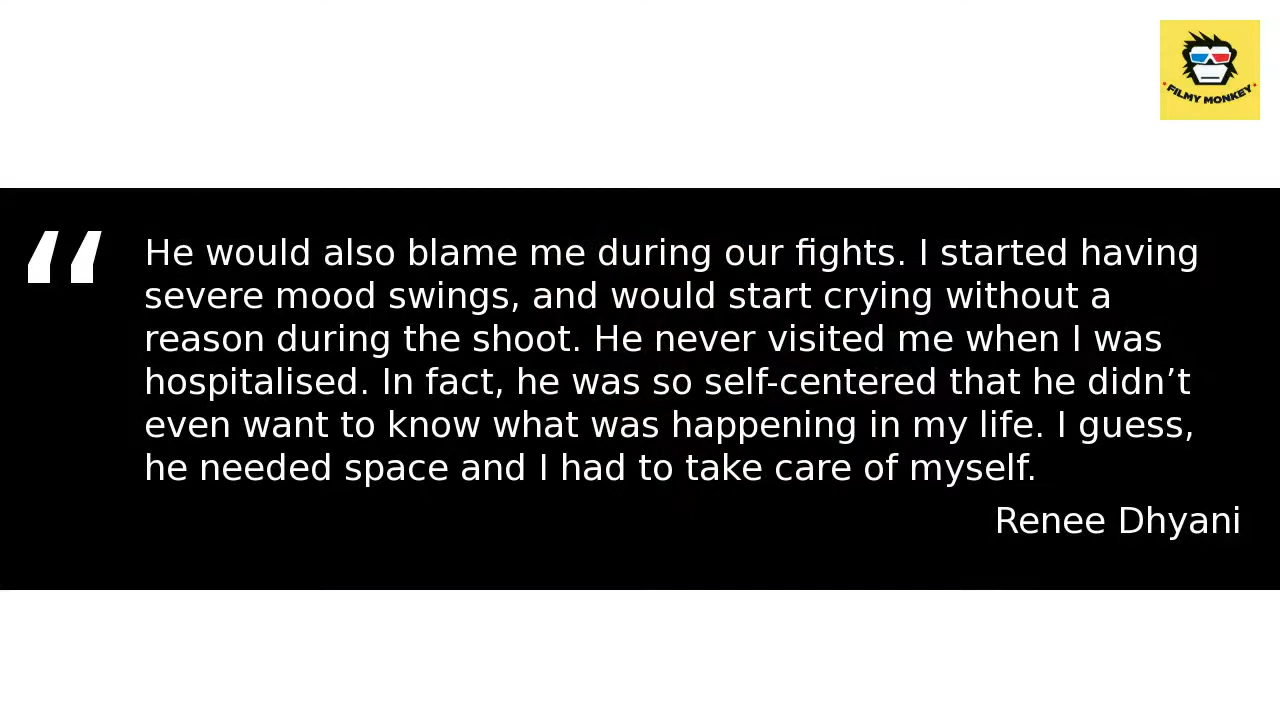 FILMY MONKEY
“
He would also blame me during our fights. I started having
severe mood swings, and would start crying without a
reason during the shoot. He never visited me when I was
hospitalised. In fact, he was so self-centered that he didn’t
even want to know what was happening in my life. I guess,
he needed space and I had to take care of myself.
Renee Dhyani